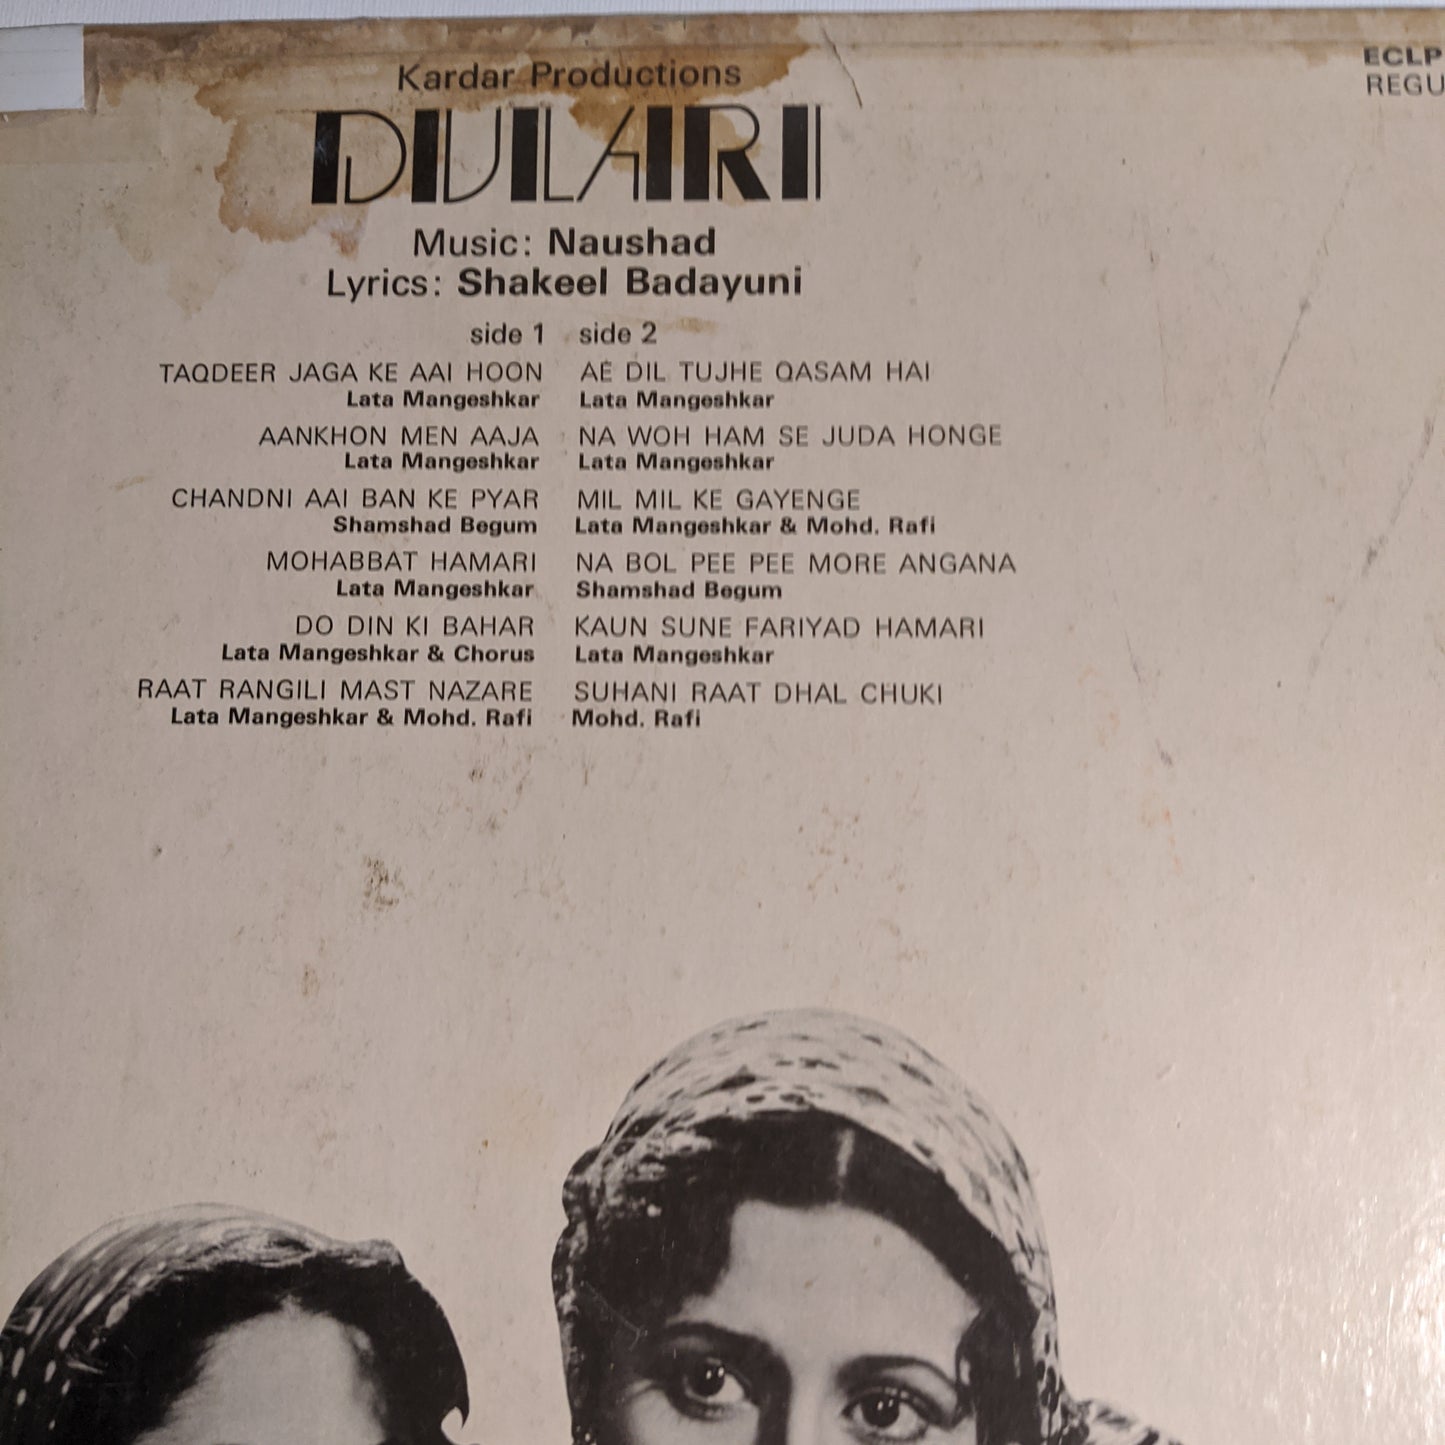 Kardar Productions
DULARI
Music: Naushad
Lyrics: Shakeel Badayuni
ECLP
REGU
side 1
TAQDEER JAGA KE AAI HOON
Lata Mangeshkar
AANKHON MEN AAJA
Lata Mangeshkar
CHANDNI AAI BAN KE PYAR
Shamshad Begum
MOHABBAT HAMARI
Lata Mangeshkar
DO DIN KI BAHAR
Lata Mangeshkar & Chorus
RAAT RANGILI MAST NAZARE
Lata Mangeshkar & Mohd. Rafi
side 2
AE DIL TUJHE QASAM HAI
Lata Mangeshkar
NA WOH HAM SE JUDA HONGE
Lata Mangeshkar
MIL MIL KE GAYENGE
Lata Mangeshkar & Mohd. Rafi
NA BOL PEE PEE MORE ANGANA
Shamshad Begum
KAUN SUNE FARIYAD HAMARI
Lata Mangeshkar
SUHANI RAAT DHAL CHUKI
Mohd. Rafi